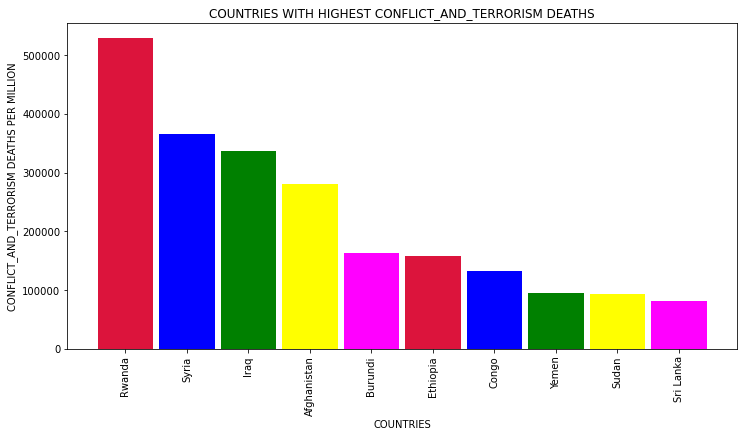 COUNTRIES WITH HIGHEST CONFLICT_AND_TERRORISM DEATHS
CONFLICT_AND_TERRORISM DEATHS PER MILLION
500000
400000
300000
200000
100000
0
Rwanda
Syria
Iraq
Afghanistan
Burundi
Ethiopia
Congo
Yemen
Sudan
Sri Lanka
COUNTRIES